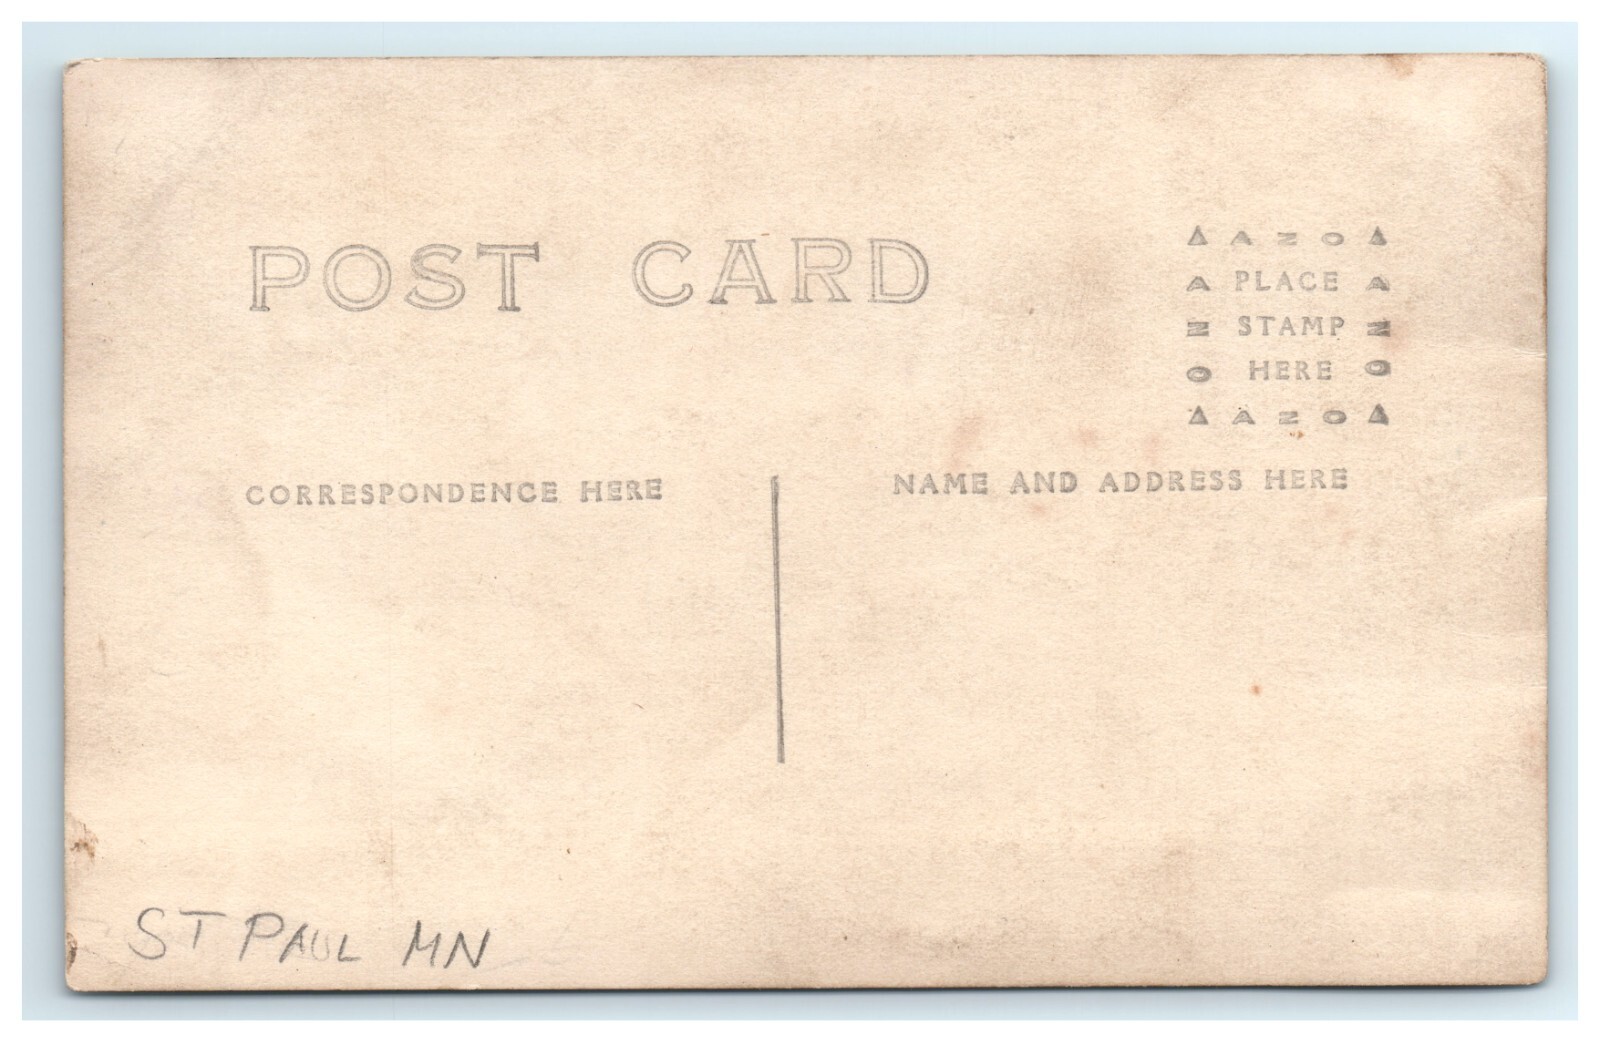 POST CARD
AZO
A PLACE A
Z STAMP Z
O HERE O
AZO
CORRESPONDENCE HERE
NAME AND ADDRESS HERE
ST PAUL MN